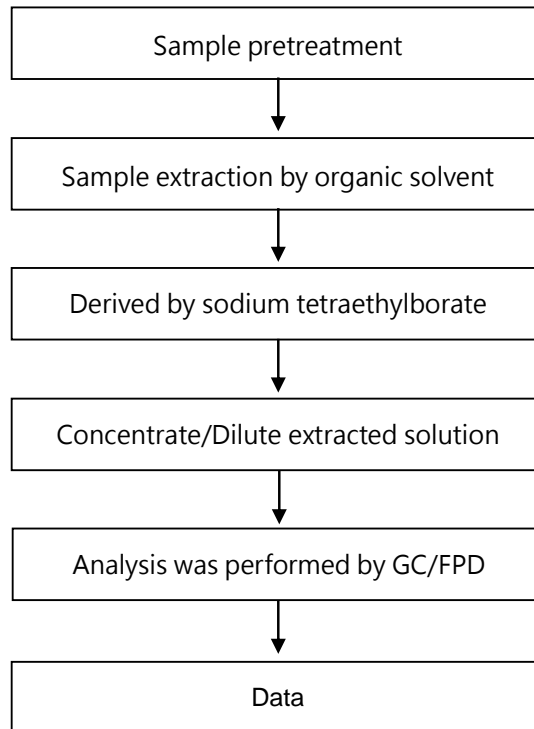 Sample pretreatment
Sample extraction by organic solvent
Derived by sodium tetraethylborate
Concentrate/Dilute extracted solution
Analysis was performed by GC/FPD
Data